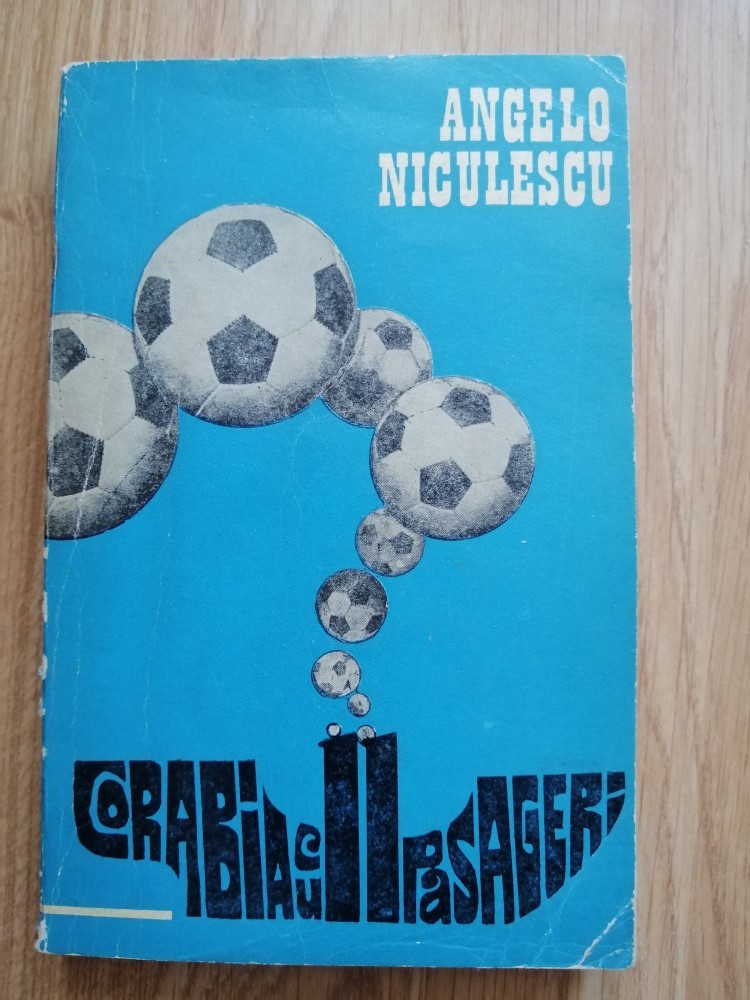 ANGELO
NICULESCU
CORABIA CU 11 PASAGERI